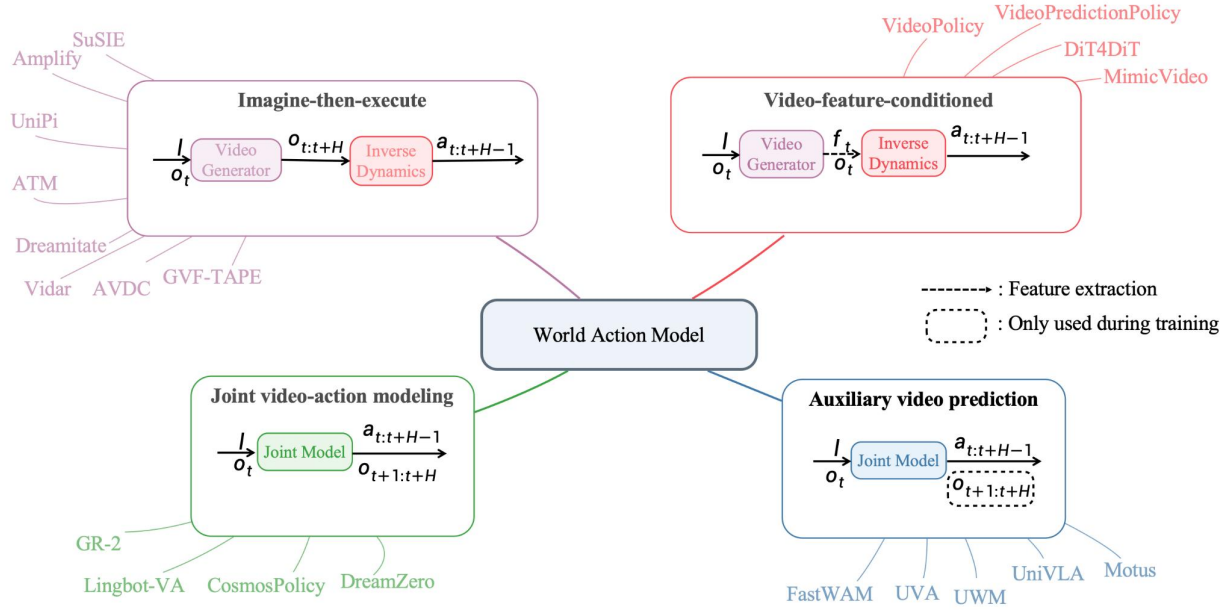 SuSIE
Amplify
UniPi
ATM
Dreamitate
Vidar
AVDC
GVF-TAPE
Imagine-then-execute
l
o_t
Video
Generator
o_{t:t+H}
Inverse
Dynamics
a_{t:t+H−1}
VideoPolicy
VideoPredictionPolicy
DiT4DiT
MimicVideo
Video-feature-conditioned
l
o_t
Video
Generator
f_t
o_t
Inverse
Dynamics
a_{t:t+H−1}
World Action Model
: Feature extraction
: Only used during training
Joint video-action modeling
l
o_t
Joint Model
a_{t:t+H−1}
o_{t+1:t+H}
GR-2
Lingbot-VA
CosmosPolicy
DreamZero
Auxiliary video prediction
l
o_t
Joint Model
a_{t:t+H−1}
o_{t+1:t+H}
FastWAM
UVA
UWM
UniVLA
Motus